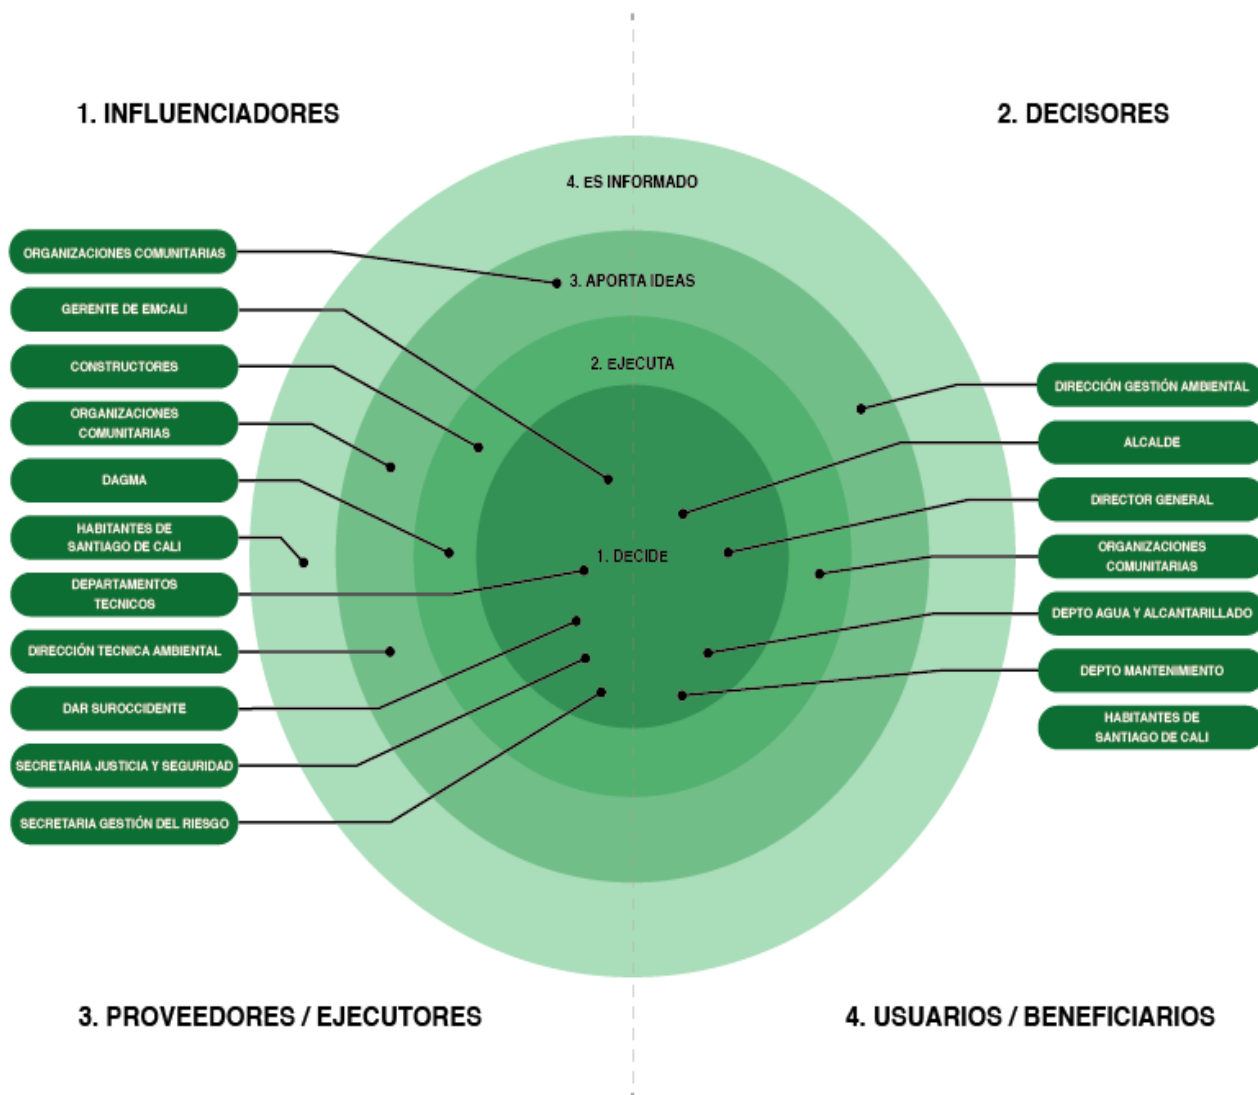 1. INFLUENCIADORES
2. DECISORES
4. ES INFORMADO
3. APORTA IDEAS
2. EJECUTA
1. DECIDE
ORGANIZACIONES COMUNITARIAS
GERENTE DE EMCALI
CONSTRUCTORES
ORGANIZACIONES
COMUNITARIAS
DAGMA
HABITANTES DE
SANTIAGO DE CALI
DEPARTAMENTOS
TECNICOS
DIRECCIÓN TECNICA AMBIENTAL
DAR SUROCCIDENTE
SECRETARIA JUSTICIA Y SEGURIDAD
SECRETARIA GESTIÓN DEL RIESGO
DIRECCIÓN GESTIÓN AMBIENTAL
ALCALDE
DIRECTOR GENERAL
ORGANIZACIONES
COMUNITARIAS
DEPTO AGUA Y ALCANTARILLADO
DEPTO MANTENIMIENTO
HABITANTES DE
SANTIAGO DE CALI
3. PROVEEDORES / EJECUTORES
4. USUARIOS / BENEFICIARIOS